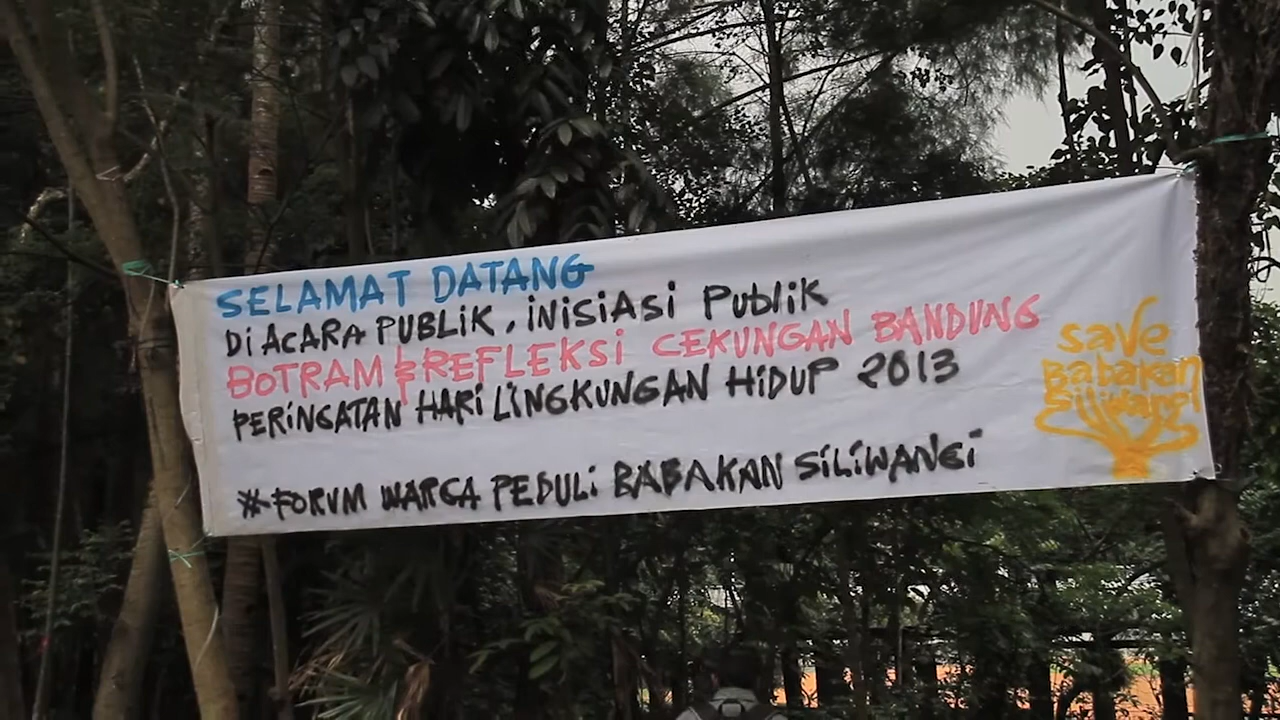 SELAMAT DATANG
Di ACARA PUBLiK, iNiSiASi PUbliK
BOTRAM & REFLEKSi CEKUNGAN BANDUNG
PERiNGATAN HARi LiNGKUNGAN HiDUP 2013
#FORUM WARGA PEDULi BABAKAN SiLiWANGi
save
Babakan
Siliwangi